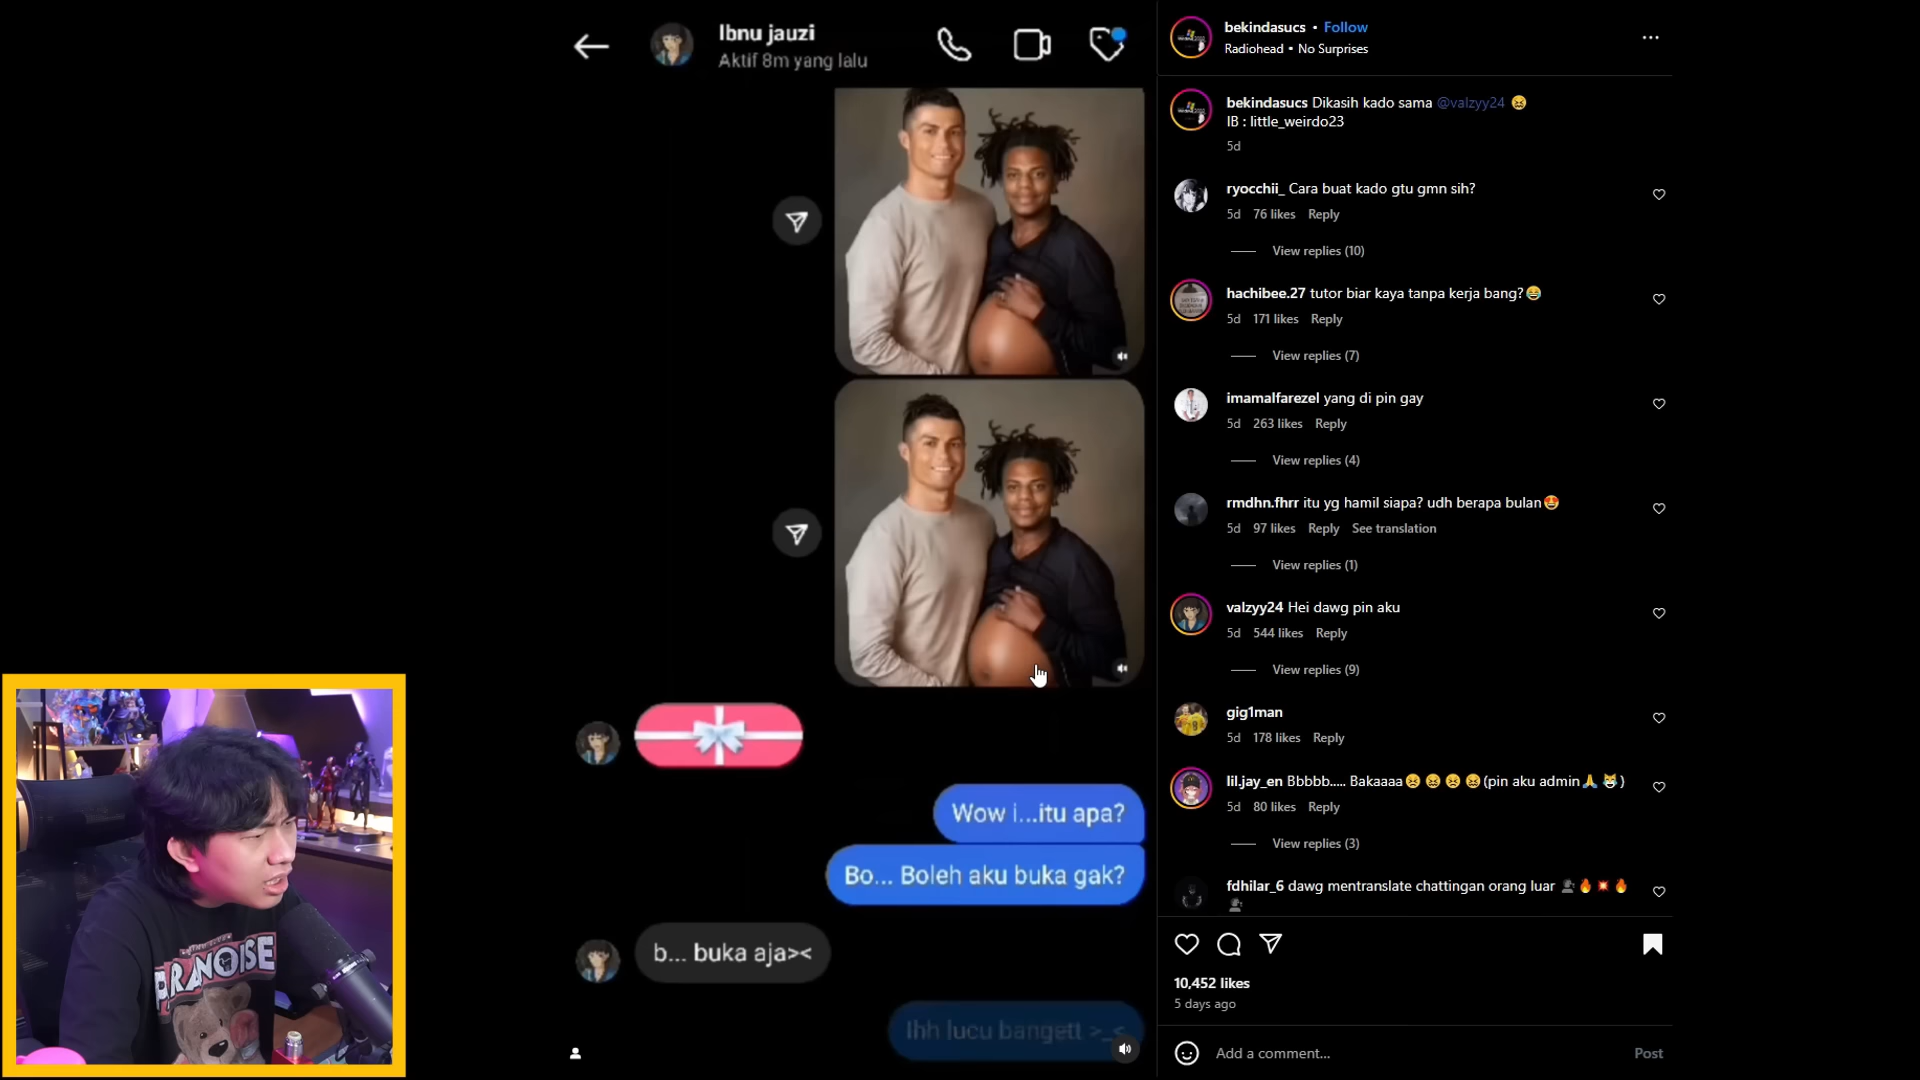 Ibnu jauzi
Aktif 8m yang lalu
Wow i...itu apa?
Bo... Boleh aku buka gak?
b... buka aja><
Ihh lucu bangett >_<
bekindasucs • Follow
Radiohead • No Surprises
bekindasucs Dikasih kado sama @valzyy24 😖
IB : little_weirdo23
5d
ryocchii_ Cara buat kado gtu gmn sih?
5d 76 likes Reply
View replies (10)
hachibee.27 tutor biar kaya tanpa kerja bang?😂
5d 171 likes Reply
View replies (7)
imamalfarezel yang di pin gay
5d 263 likes Reply
View replies (4)
rmdhn.fhrr itu yg hamil siapa? udh berapa bulan🤩
5d 97 likes Reply See translation
View replies (1)
valzyy24 Hei dawg pin aku
5d 544 likes Reply
View replies (9)
gig1man
5d 178 likes Reply
lil.jay_en Bbbbb..... Bakaaaa😣😖😣😖(pin aku admin🙏😹)
5d 80 likes Reply
View replies (3)
fdhilar_6 dawg mentranslate chattingan orang luar 🗣️🔥💥🔥
🗣️
10,452 likes
5 days ago
Add a comment...
Post
PARANOISE